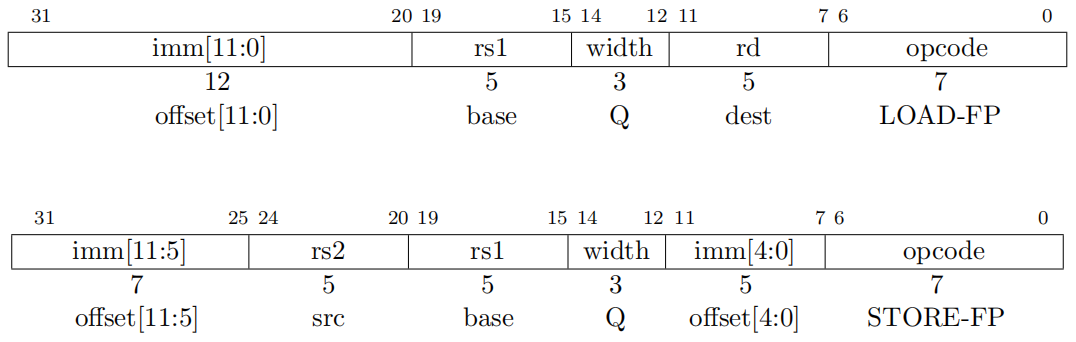 31 20 19 15 14 12 11 7 6 0
imm[11:0] rs1 width rd opcode
12 5 3 5 7
offset[11:0] base Q dest LOAD-FP
31 25 24 20 19 15 14 12 11 7 6 0
imm[11:5] rs2 rs1 width imm[4:0] opcode
7 5 5 3 5 7
offset[11:5] src base Q offset[4:0] STORE-FP